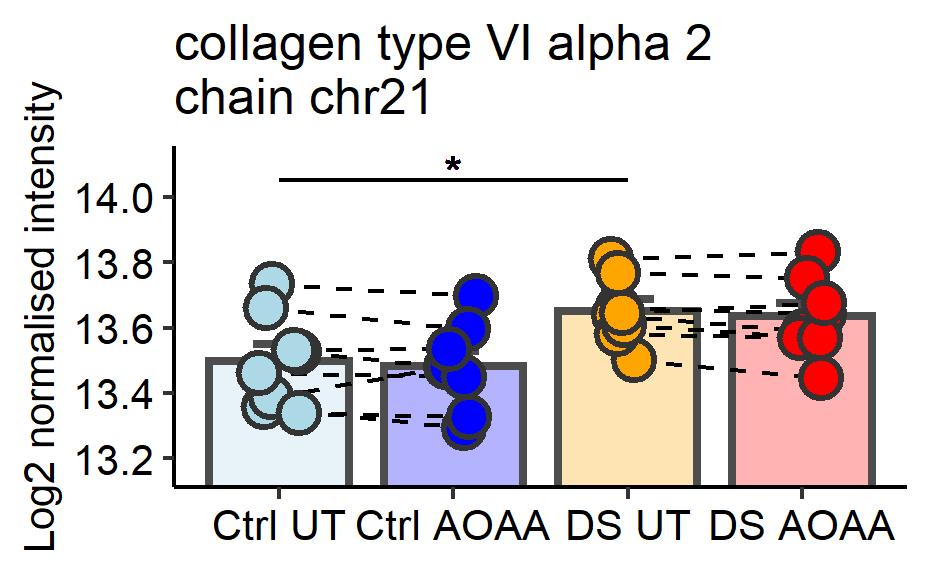 collagen type VI alpha 2
chain chr21
Log2 normalised intensity
*
14.0
13.8
13.6
13.4
13.2
Ctrl UT Ctrl AOAA DS UT DS AOAA